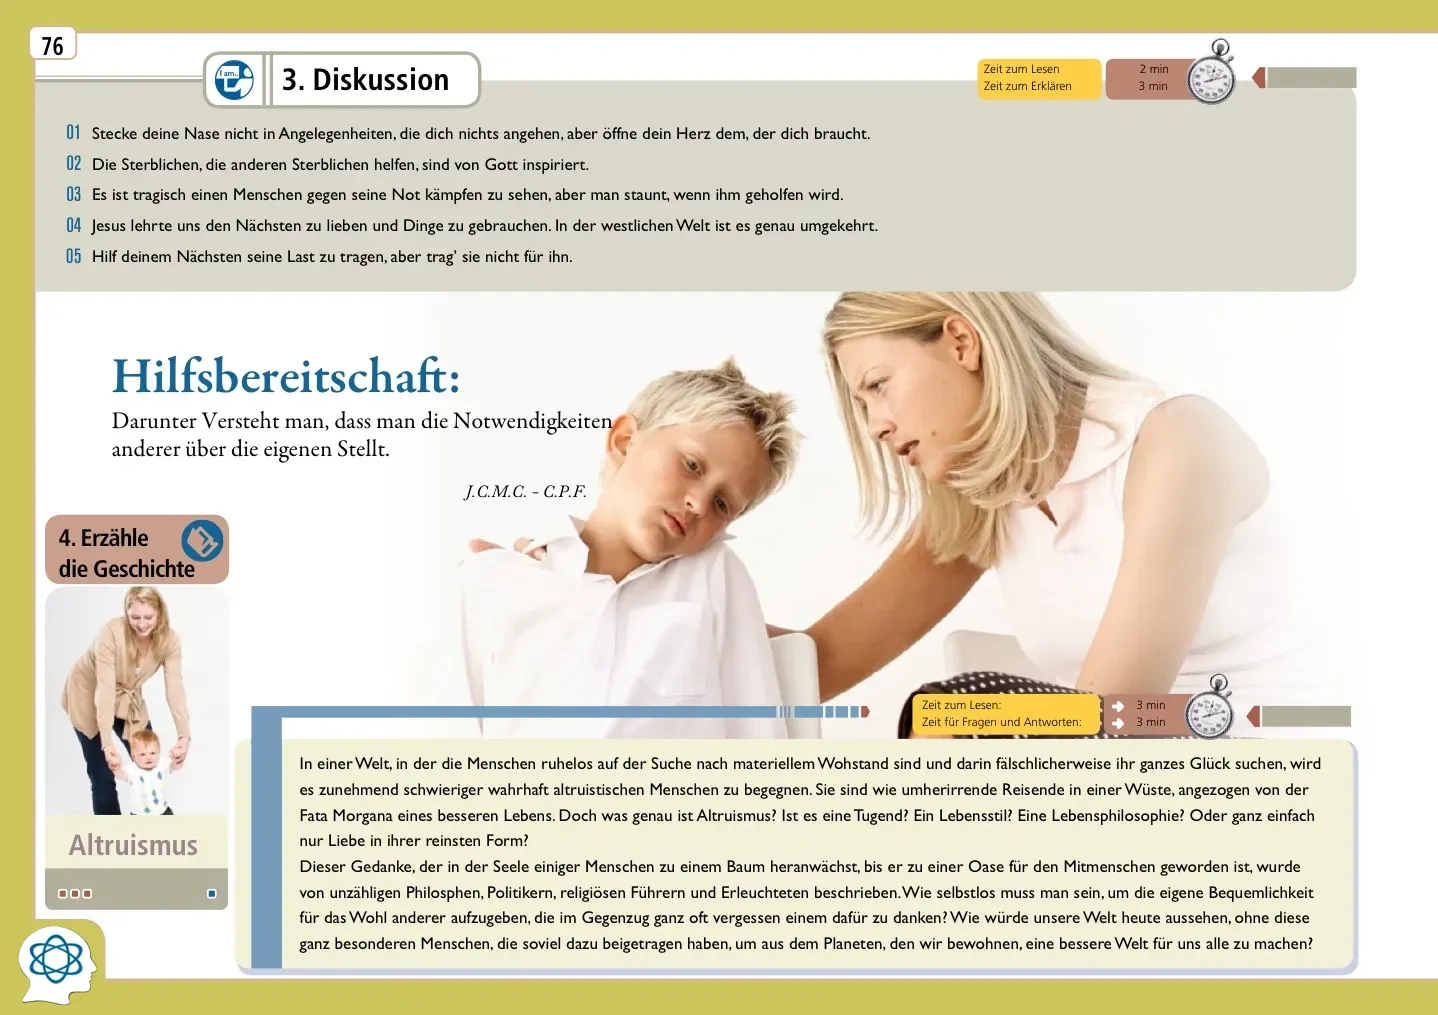 76
I am...
3. Diskussion
Zeit zum Lesen 2 min
Zeit zum Erklären 3 min
01 Stecke deine Nase nicht in Angelegenheiten, die dich nichts angehen, aber öffne dein Herz dem, der dich braucht.
02 Die Sterblichen, die anderen Sterblichen helfen, sind von Gott inspiriert.
03 Es ist tragisch einen Menschen gegen seine Not kämpfen zu sehen, aber man staunt, wenn ihm geholfen wird.
04 Jesus lehrte uns den Nächsten zu lieben und Dinge zu gebrauchen. In der westlichen Welt ist es genau umgekehrt.
05 Hilf deinem Nächsten seine Last zu tragen, aber trag’ sie nicht für ihn.
Hilfsbereitschaft:
Darunter Versteht man, dass man die Notwendigkeiten
anderer über die eigenen Stellt.
J.C.M.C. - C.P.F.
4. Erzähle
die Geschichte
Altruismus
Zeit zum Lesen: 3 min
Zeit für Fragen und Antworten: 3 min
In einer Welt, in der die Menschen ruhelos auf der Suche nach materiellem Wohstand sind und darin fälschlicherweise ihr ganzes Glück suchen, wird
es zunehmend schwieriger wahrhaft altruistischen Menschen zu begegnen. Sie sind wie umherirrende Reisende in einer Wüste, angezogen von der
Fata Morgana eines besseren Lebens. Doch was genau ist Altruismus? Ist es eine Tugend? Ein Lebensstil? Eine Lebensphilosophie? Oder ganz einfach
nur Liebe in ihrer reinsten Form?
Dieser Gedanke, der in der Seele einiger Menschen zu einem Baum heranwächst, bis er zu einer Oase für den Mitmenschen geworden ist, wurde
von unzähligen Philosphen, Politikern, religiösen Führern und Erleuchteten beschrieben. Wie selbstlos muss man sein, um die eigene Bequemlichkeit
für das Wohl anderer aufzugeben, die im Gegenzug ganz oft vergessen einem dafür zu danken? Wie würde unsere Welt heute aussehen, ohne diese
ganz besonderen Menschen, die soviel dazu beigetragen haben, um aus dem Planeten, den wir bewohnen, eine bessere Welt für uns alle zu machen?